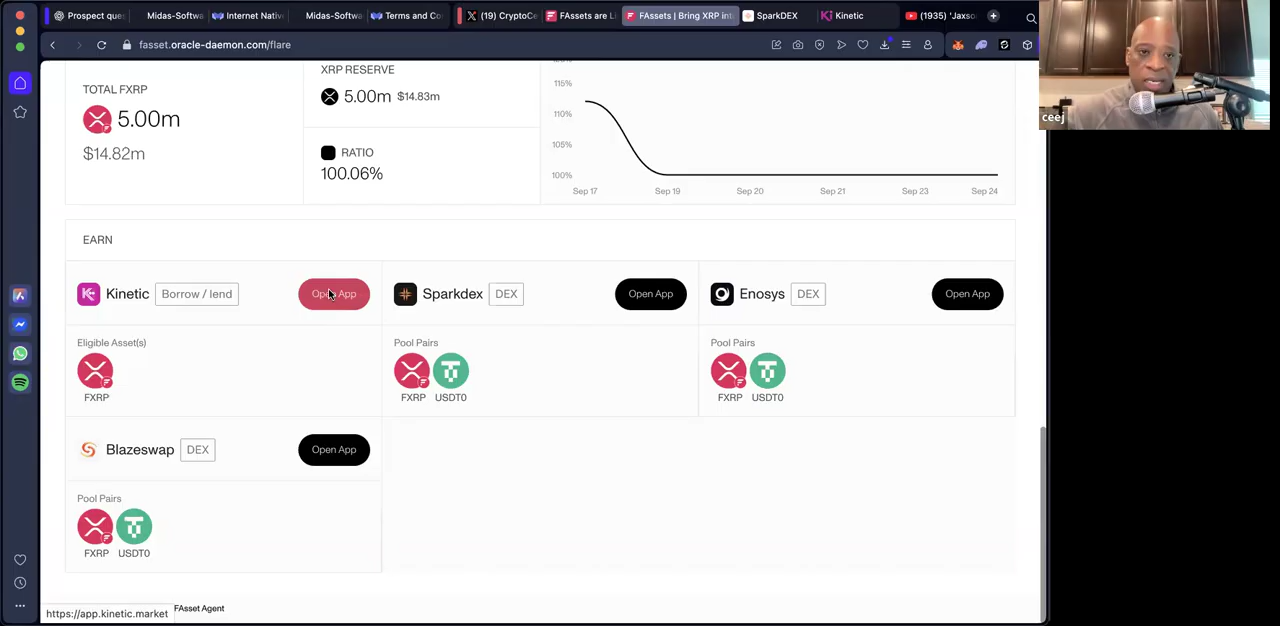 Prospect ques
Midas-Softwa
Internet Nativ
Midas-Softwa
Terms and Co
(19) CryptoCe
FAssets are Li
FAssets | Bring XRP int
SparkDEX
Kinetic
(1935) 'Jaxso
fasset.oracle-daemon.com/flare
ceej
TOTAL FXRP
5.00m
$14.82m
XRP RESERVE
5.00m $14.83m
RATIO
100.06%
115%
110%
105%
100%
Sep 17 Sep 19 Sep 20 Sep 21 Sep 23 Sep 24
EARN
Kinetic Borrow / lend Open App
Sparkdex DEX Open App
Enosys DEX Open App
Eligible Asset(s)
FXRP
Pool Pairs
FXRP USDT0
Pool Pairs
FXRP USDT0
Blazeswap DEX Open App
Pool Pairs
FXRP USDT0
https://app.kinetic.market
FAsset Agent